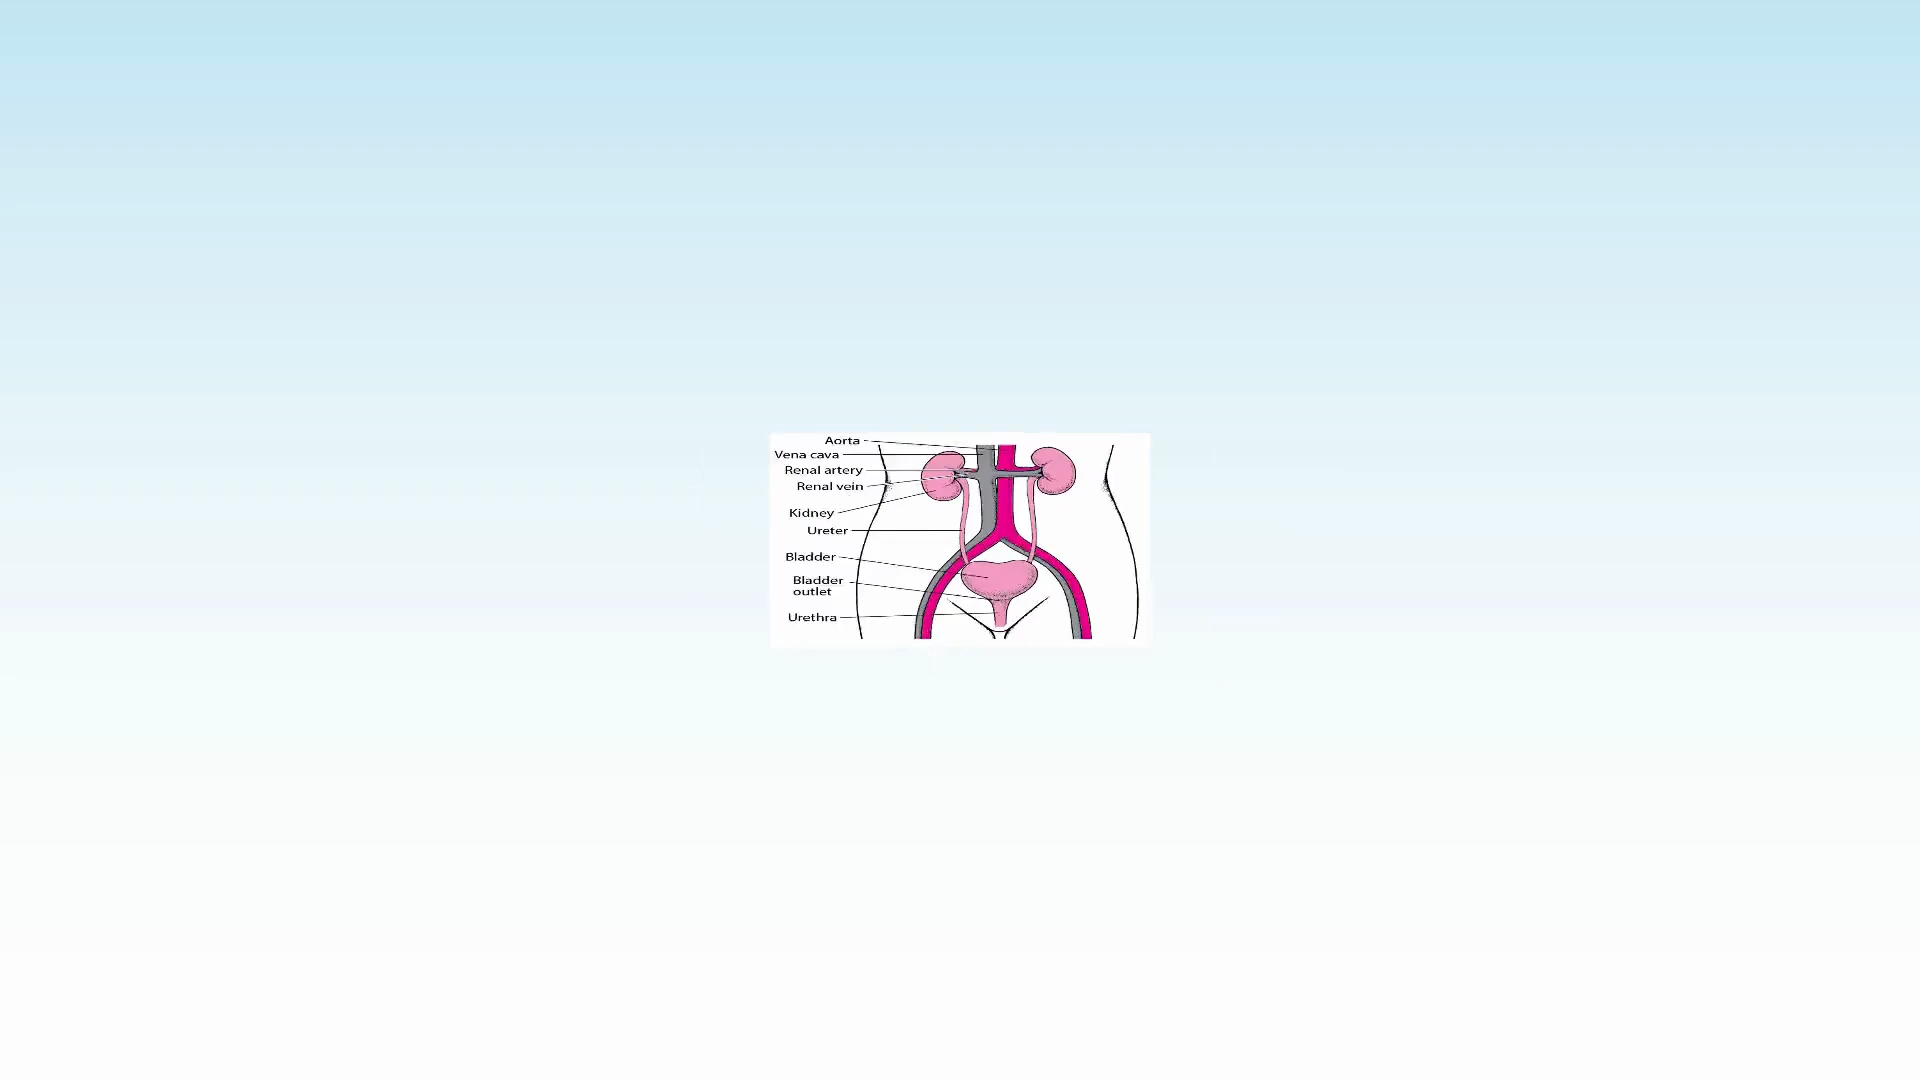 Aorta
Vena cava
Renal artery
Renal vein
Kidney
Ureter
Bladder
Bladder
outlet
Urethra